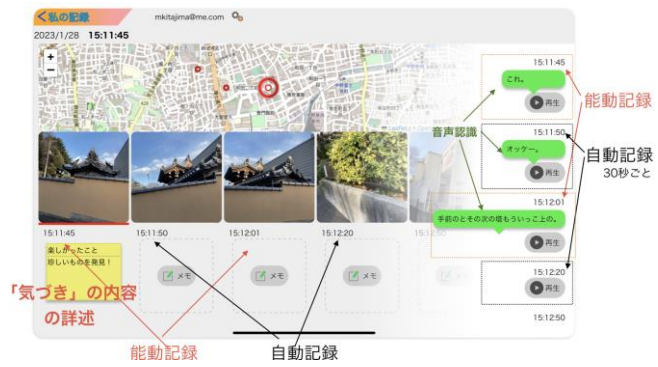 私の記録
mkitajima@me.com
2023/1/28 15:11:45
+
−
15:11:45
これ。
再生
能動記録
音声認識
15:11:50
オッケー。
再生
自動記録
30秒ごと
15:12:01
手前のとその次の塔もういっこ上の。
再生
15:12:20
再生
15:12:50
15:11:45
15:11:50
15:12:01
15:12:20
15:12:50
楽しかったこと
珍しいものを発見！
メモ
メモ
メモ
メモ
「気づき」の内容
の詳述
能動記録
自動記録